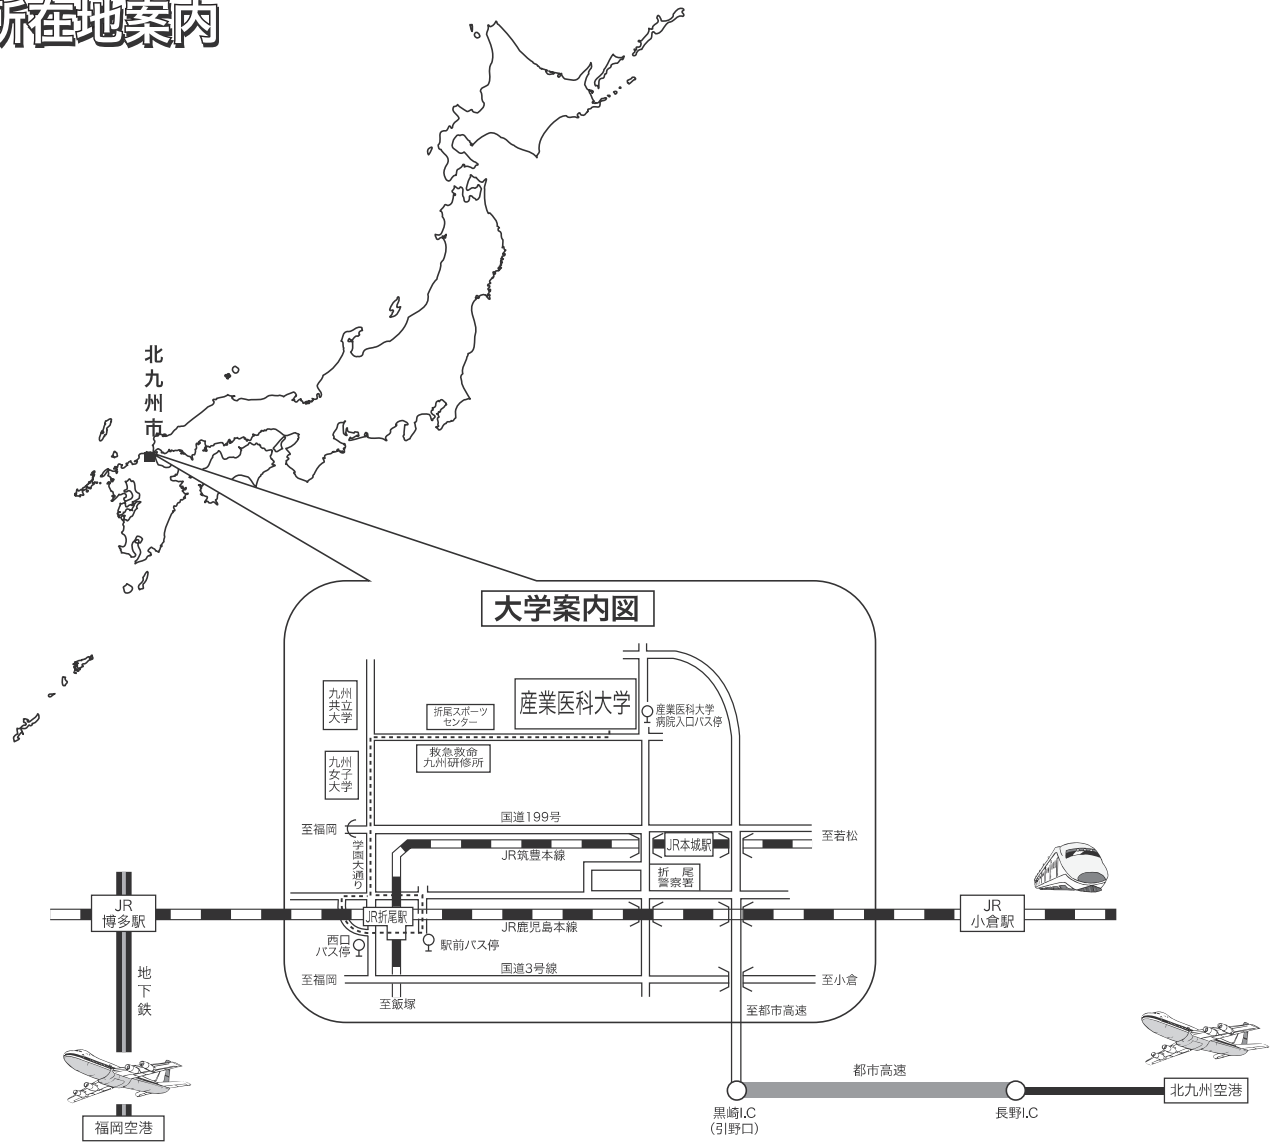 所在地案内
北九州市
大学案内図
九州
共立
大学
折尾スポーツ
センター
産業医科大学
産業医科大学
病院入口バス停
救急救命
九州研修所
九州
女子
大学
国道199号
至福岡
至若松
学園大通り
JR本城駅
JR筑豊本線
折 尾
警察署
JR
博多駅
JR折尾駅
JR鹿児島本線
JR
小倉駅
西口
バス停
駅前バス停
国道3号線
至福岡
至小倉
地下鉄
至飯塚
至都市高速
都市高速
北九州空港
黒崎I.C
(引野口)
長野I.C
福岡空港